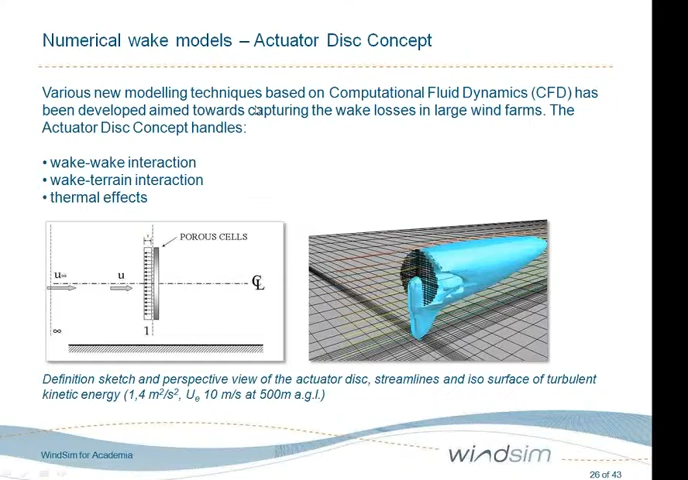 Numerical wake models – Actuator Disc Concept
Various new modelling techniques based on Computational Fluid Dynamics (CFD) has
been developed aimed towards capturing the wake losses in large wind farms. The
Actuator Disc Concept handles:
• wake-wake interaction
• wake-terrain interaction
• thermal effects
POROUS CELLS
u∞
u
℄
∞
1
Definition sketch and perspective view of the actuator disc, streamlines and iso surface of turbulent
kinetic energy (1,4 m²/s², Ue 10 m/s at 500m a.g.l.)
WindSim for Academia
windsim
26 of 43